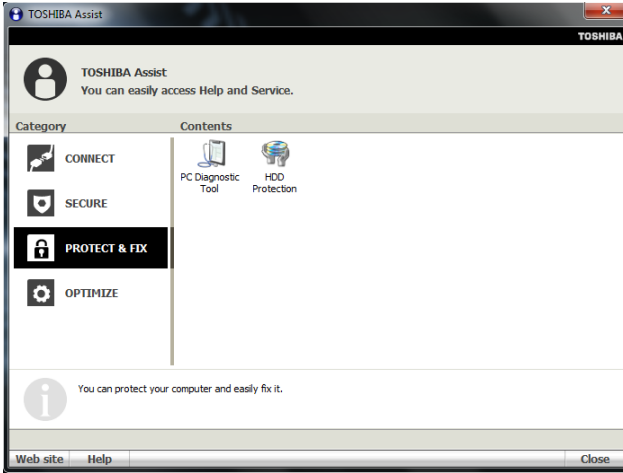 TOSHIBA Assist
TOSHIBA
TOSHIBA Assist
You can easily access Help and Service.
Category
Contents
CONNECT
SECURE
PROTECT & FIX
OPTIMIZE
PC Diagnostic
Tool
HDD
Protection
You can protect your computer and easily fix it.
Web site
Help
Close